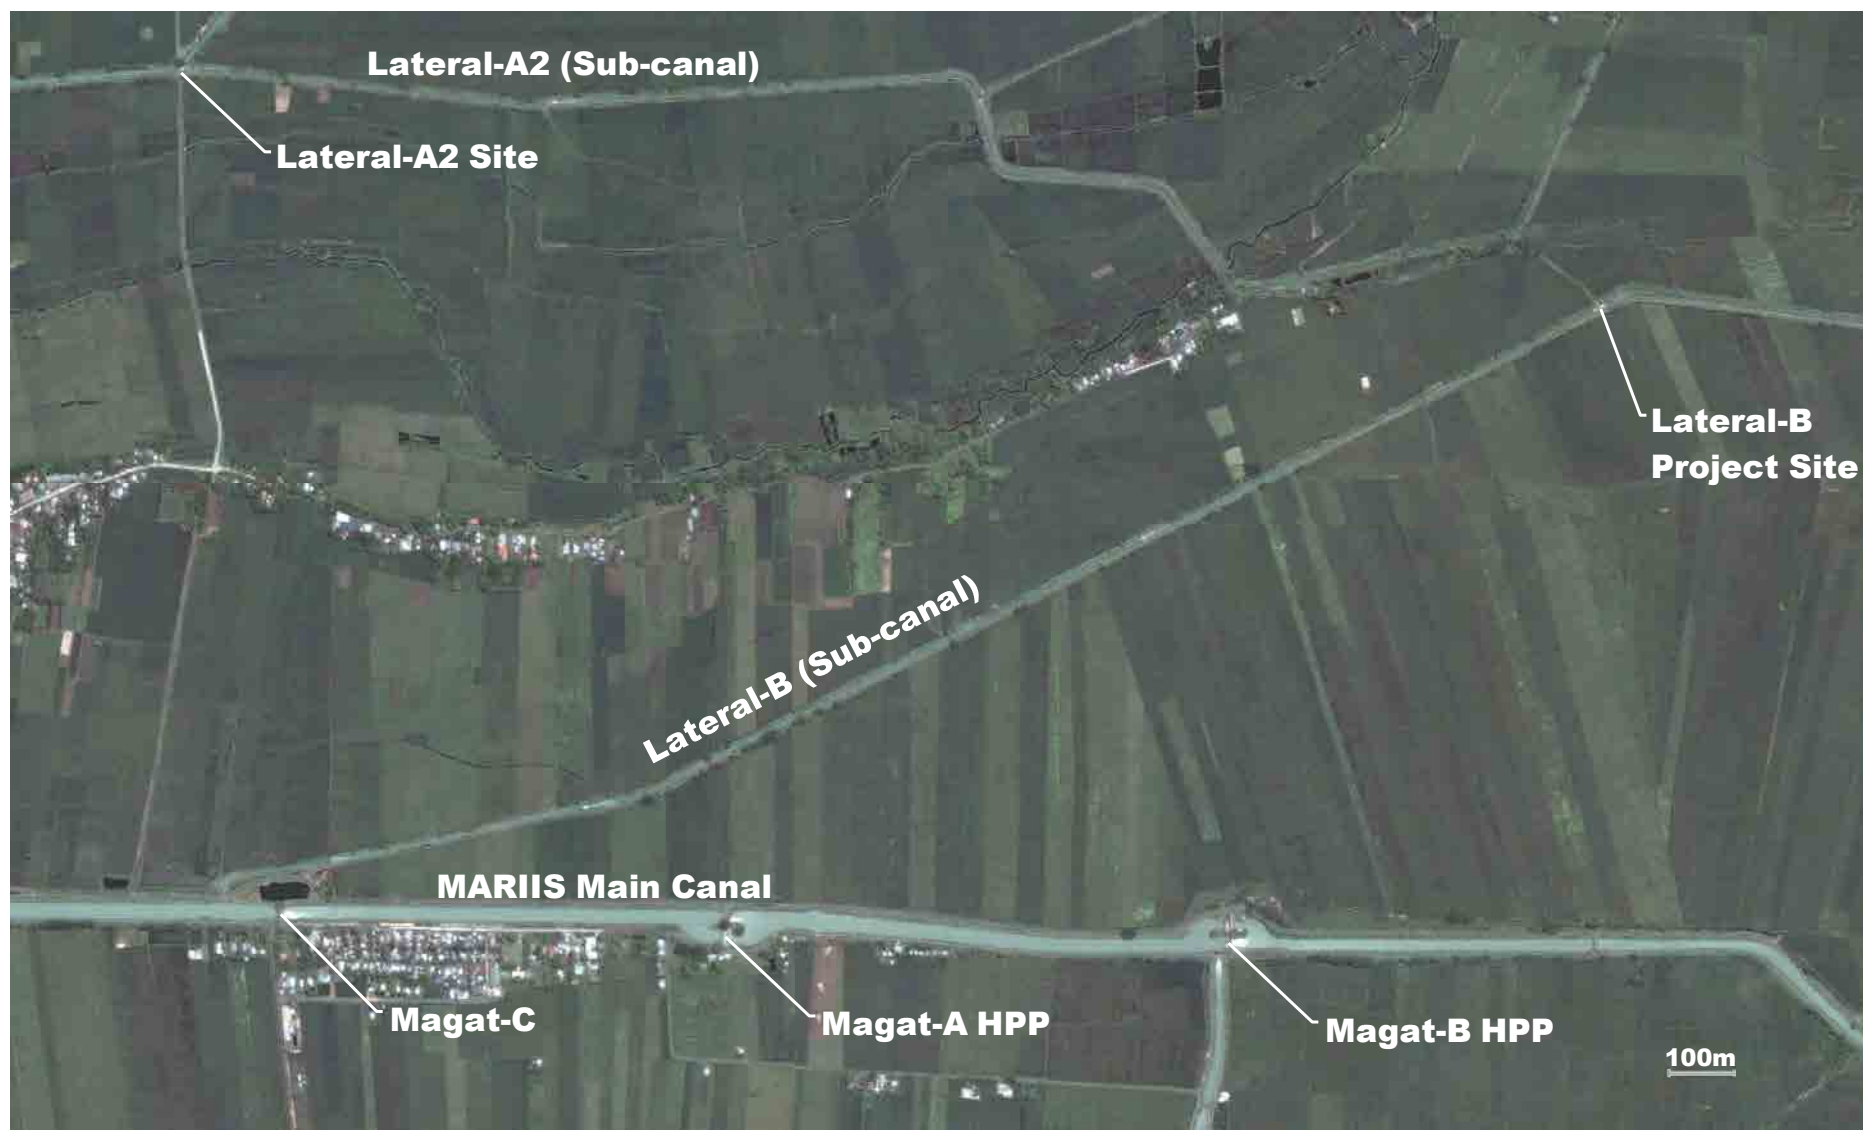 Lateral-A2 (Sub-canal)
Lateral-A2 Site
Lateral-B
Project Site
Lateral-B (Sub-canal)
MARIIS Main Canal
Magat-C
Magat-A HPP
Magat-B HPP
100m